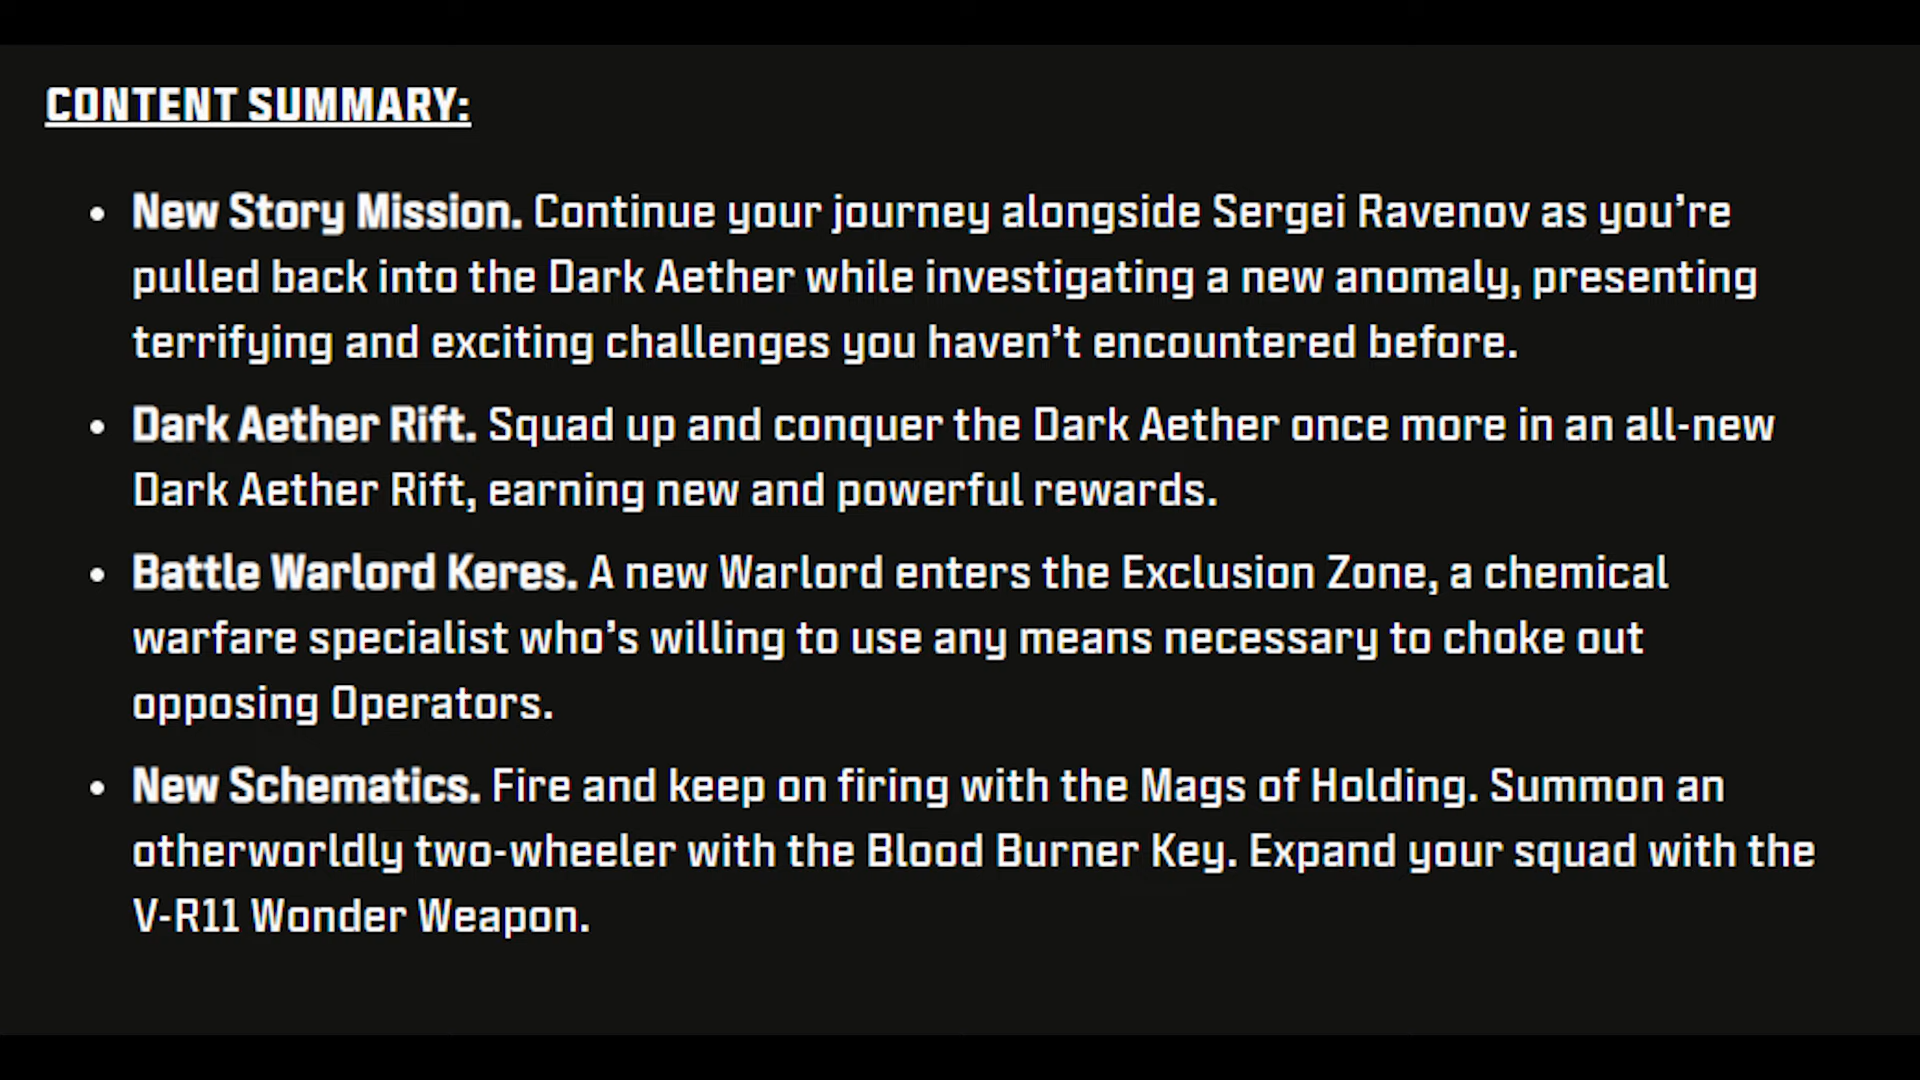 CONTENT SUMMARY:
• New Story Mission. Continue your journey alongside Sergei Ravenov as you’re
pulled back into the Dark Aether while investigating a new anomaly, presenting
terrifying and exciting challenges you haven’t encountered before.
• Dark Aether Rift. Squad up and conquer the Dark Aether once more in an all-new
Dark Aether Rift, earning new and powerful rewards.
• Battle Warlord Keres. A new Warlord enters the Exclusion Zone, a chemical
warfare specialist who’s willing to use any means necessary to choke out
opposing Operators.
• New Schematics. Fire and keep on firing with the Mags of Holding. Summon an
otherworldly two-wheeler with the Blood Burner Key. Expand your squad with the
V-R11 Wonder Weapon.